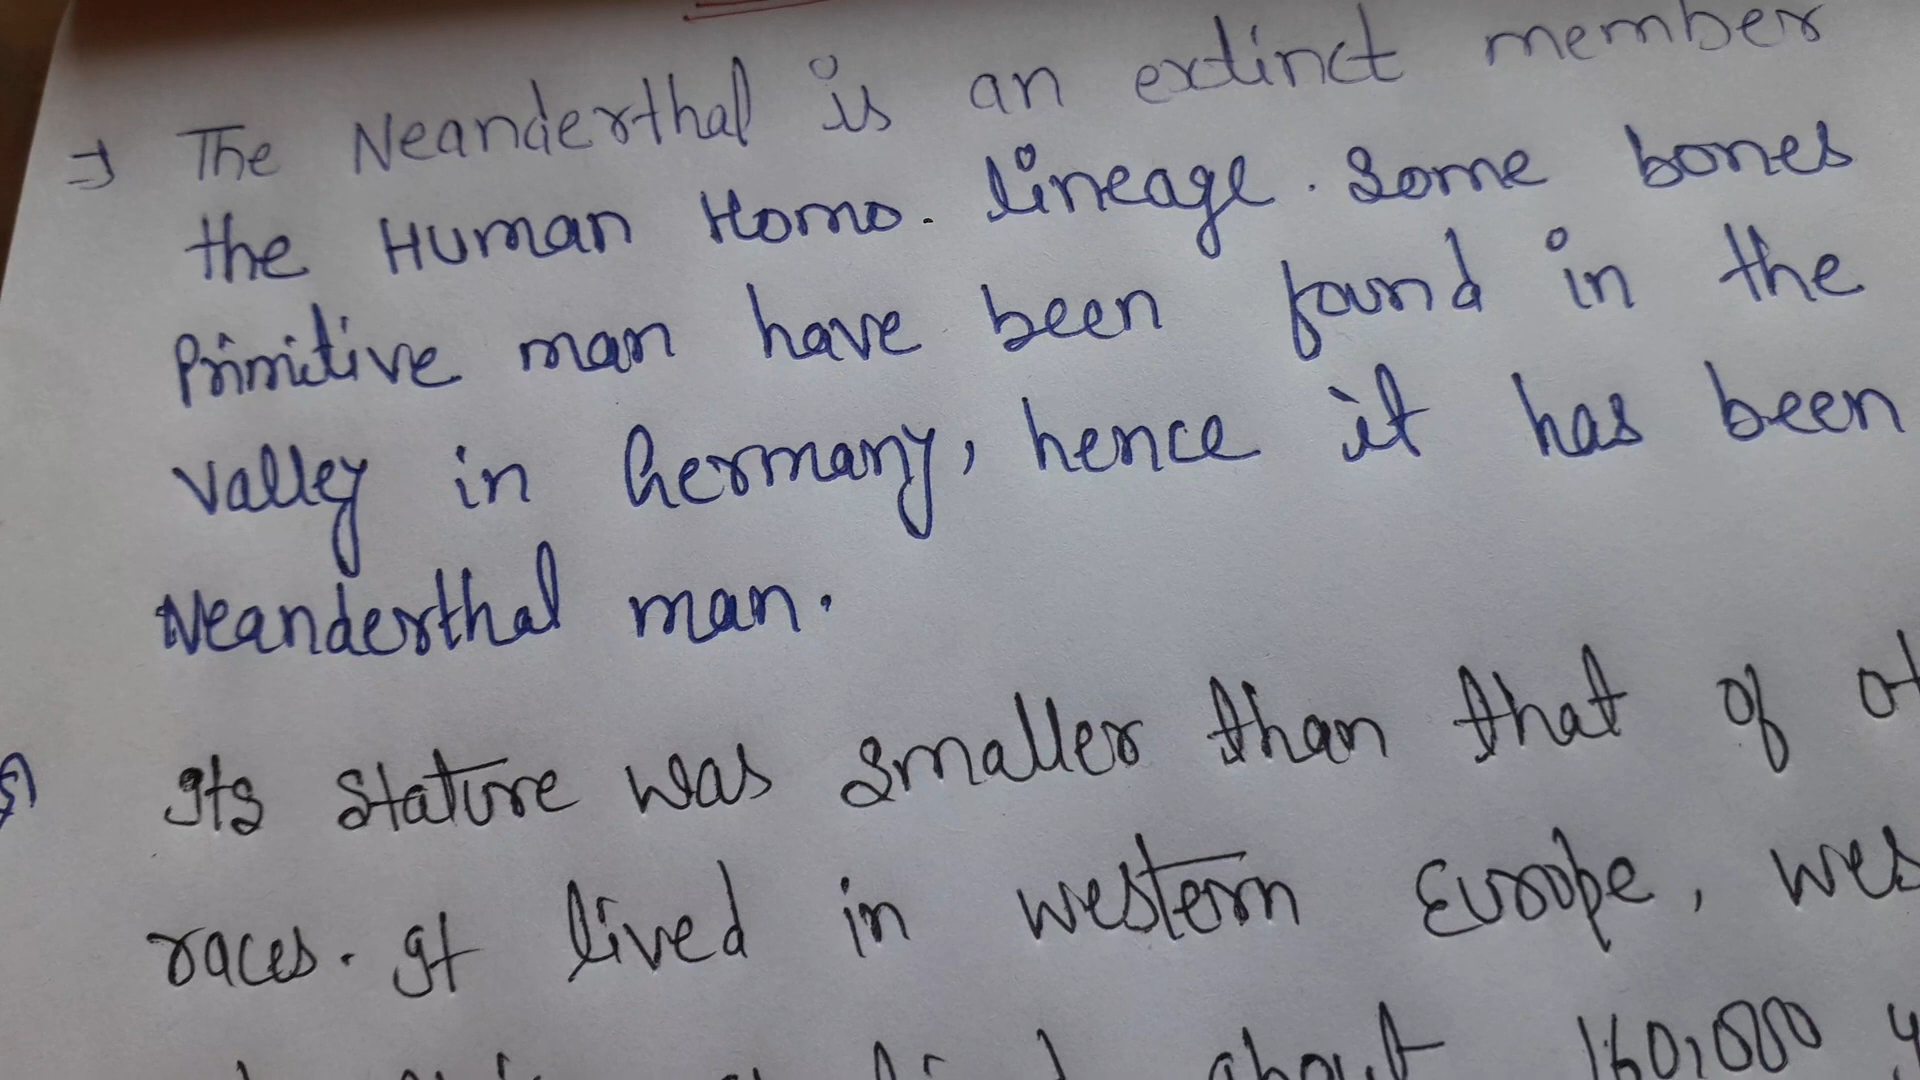 ⇒ The Neanderthal is an extinct member
the Human Homo. lineage. Some bones
Primitive man have been found in the
valley in Germany, hence it has been
Neanderthal man.
Its stature was smaller than that of
races. It lived in western Europe,
about 160,000